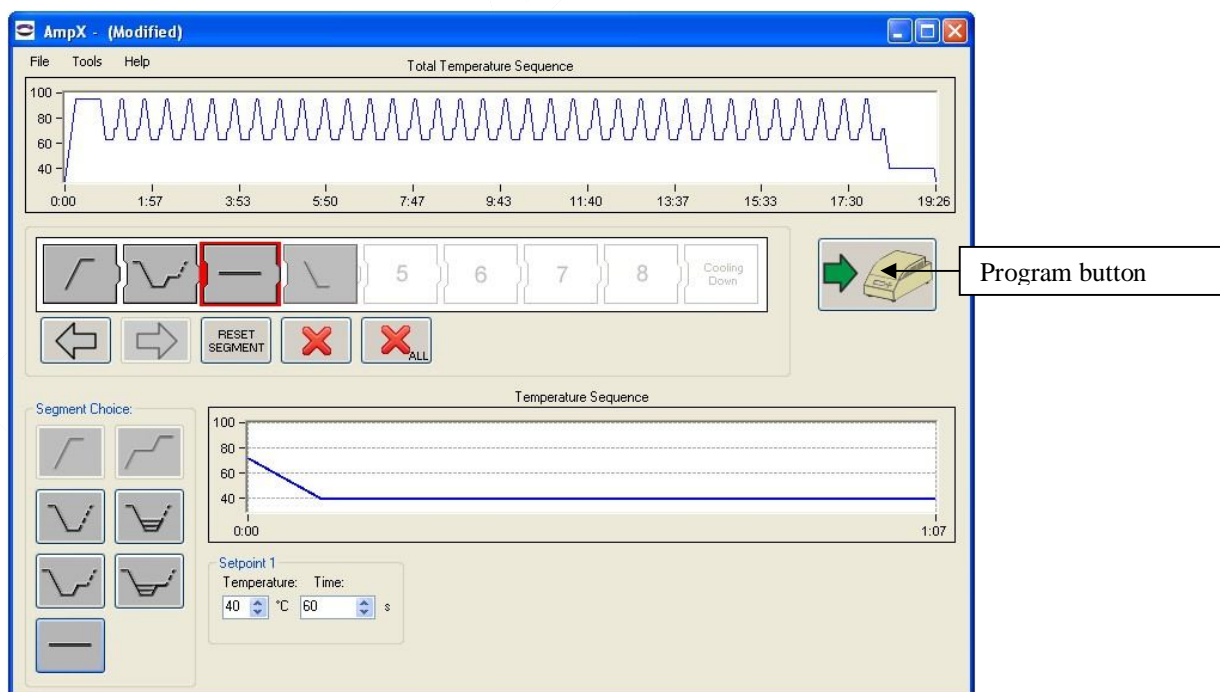 AmpX - (Modified)
File Tools Help
Total Temperature Sequence
100
80
60
40
0:00 1:57 3:53 5:50 7:47 9:43 11:40 13:37 15:33 17:30 19:26
5 6 7 8 Cooling
Down
Program button
RESET
SEGMENT
ALL
Segment Choice:
Temperature Sequence
100
80
60
40
0:00 1:07
Setpoint 1
Temperature: Time:
40 °C 60 s